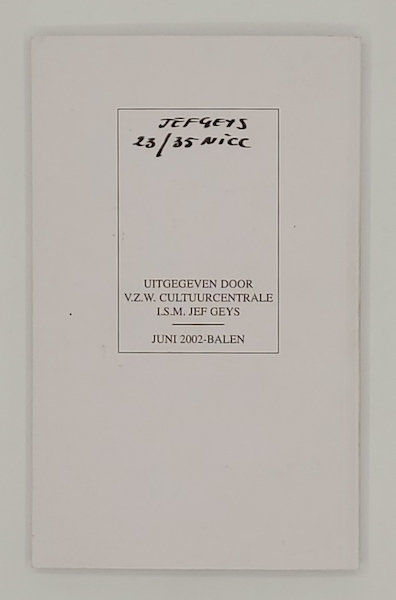 JEFGEYS
23/35 NiCC
UITGEGEVEN DOOR
V.Z.W. CULTUURCENTRALE
I.S.M. JEF GEYS
JUNI 2002-BALEN